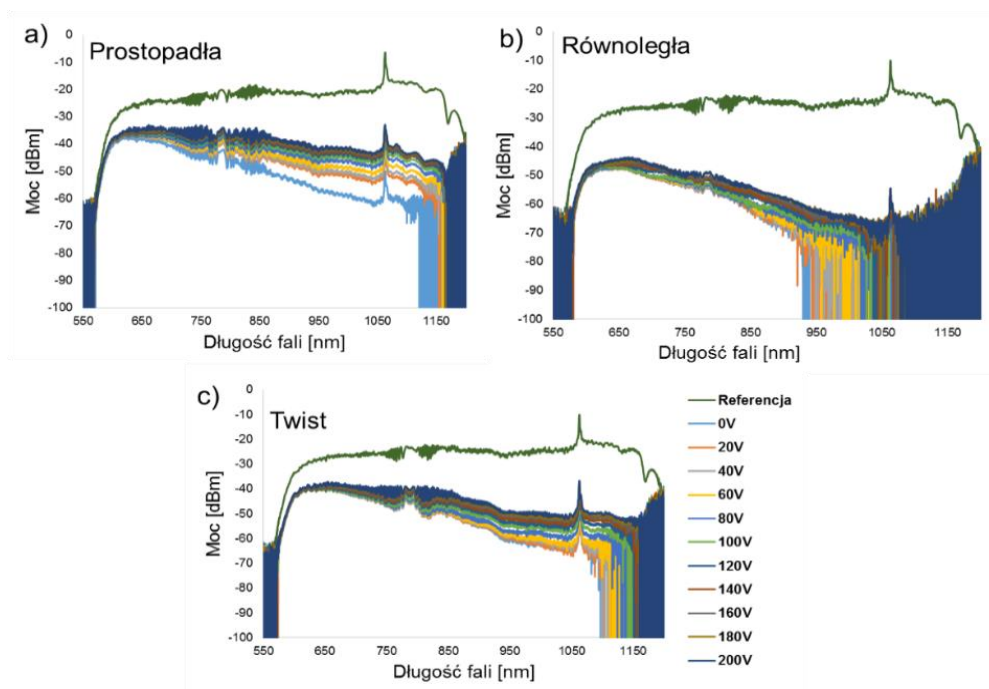 a)
Prostopadła
0
-10
-20
-30
-40
-50
-60
-70
-80
-90
-100
Moc [dBm]
550 650 750 850 950 1050 1150
Długość fali [nm]
b)
Równoległa
0
-10
-20
-30
-40
-50
-60
-70
-80
-90
-100
Moc [dBm]
550 650 750 850 950 1050 1150
Długość fali [nm]
c)
Twist
0
-10
-20
-30
-40
-50
-60
-70
-80
-90
-100
Moc [dBm]
550 650 750 850 950 1050 1150
Długość fali [nm]
Referencja
0V
20V
40V
60V
80V
100V
120V
140V
160V
180V
200V